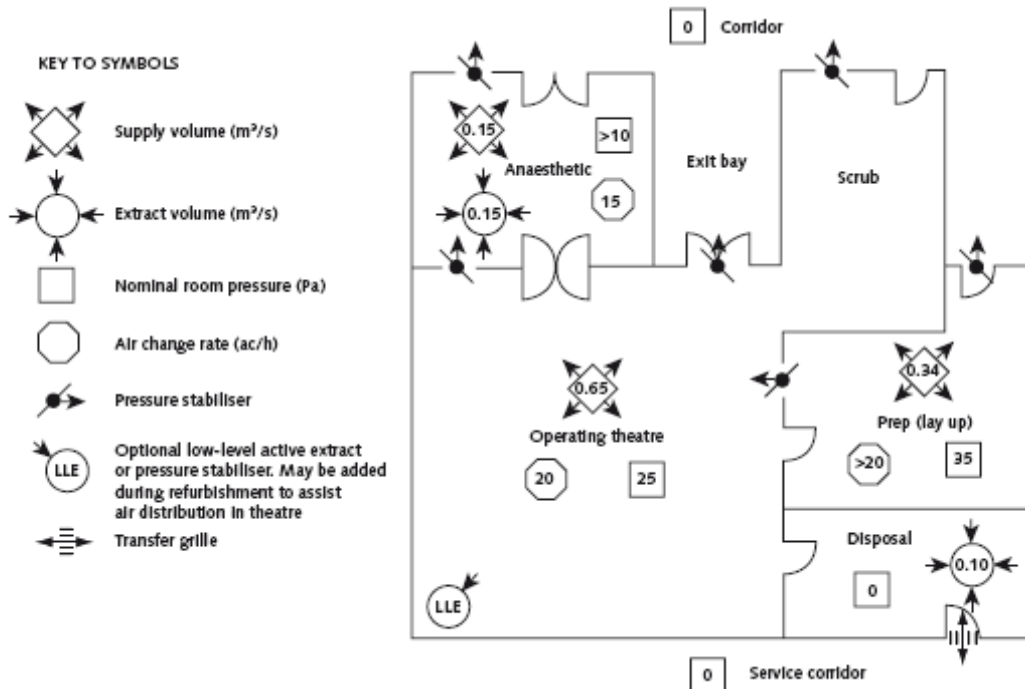 KEY TO SYMBOLS
Supply volume (m³/s)
Extract volume (m³/s)
Nominal room pressure (Pa)
Air change rate (ac/h)
Pressure stabiliser
LLE
Optional low-level active extract
or pressure stabiliser. May be added
during refurbishment to assist
air distribution in theatre
Transfer grille
0 Corridor
0.15
>10
Anaesthetic
15
0.15
Exit bay
Scrub
0.65
Operating theatre
20
25
0.34
Prep (lay up)
>20
35
Disposal
0.10
0
LLE
0 Service corridor